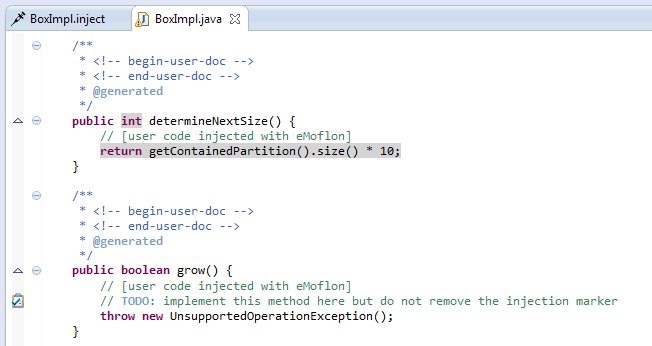 BoxImpl.inject
BoxImpl.java
/**
* <!-- begin-user-doc -->
* <!-- end-user-doc -->
* @generated
*/
public int determineNextSize() {
// [user code injected with eMoflon]
return getContainedPartition().size() * 10;
}
/**
* <!-- begin-user-doc -->
* <!-- end-user-doc -->
* @generated
*/
public boolean grow() {
// [user code injected with eMoflon]
// TODO: implement this method here but do not remove the injection marker
throw new UnsupportedOperationException();
}